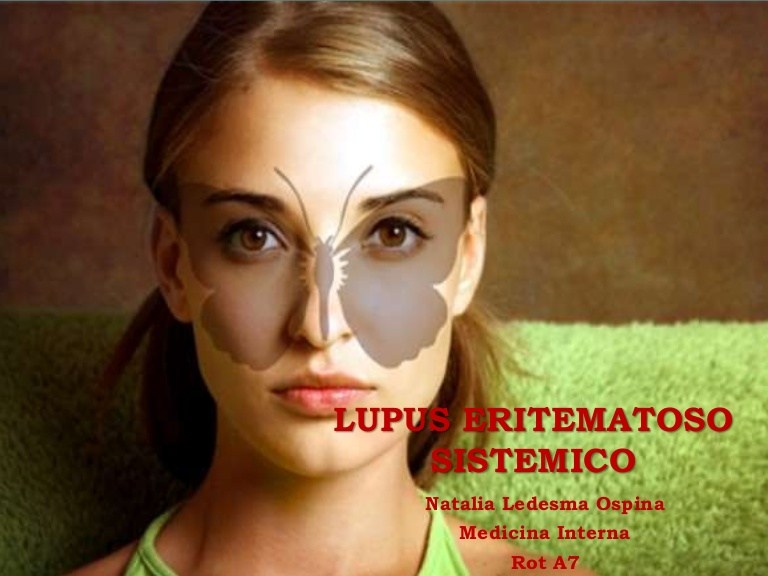 LUPUS ERITEMATOSO
SISTEMICO
Natalia Ledesma Ospina
Medicina Interna
Rot A7